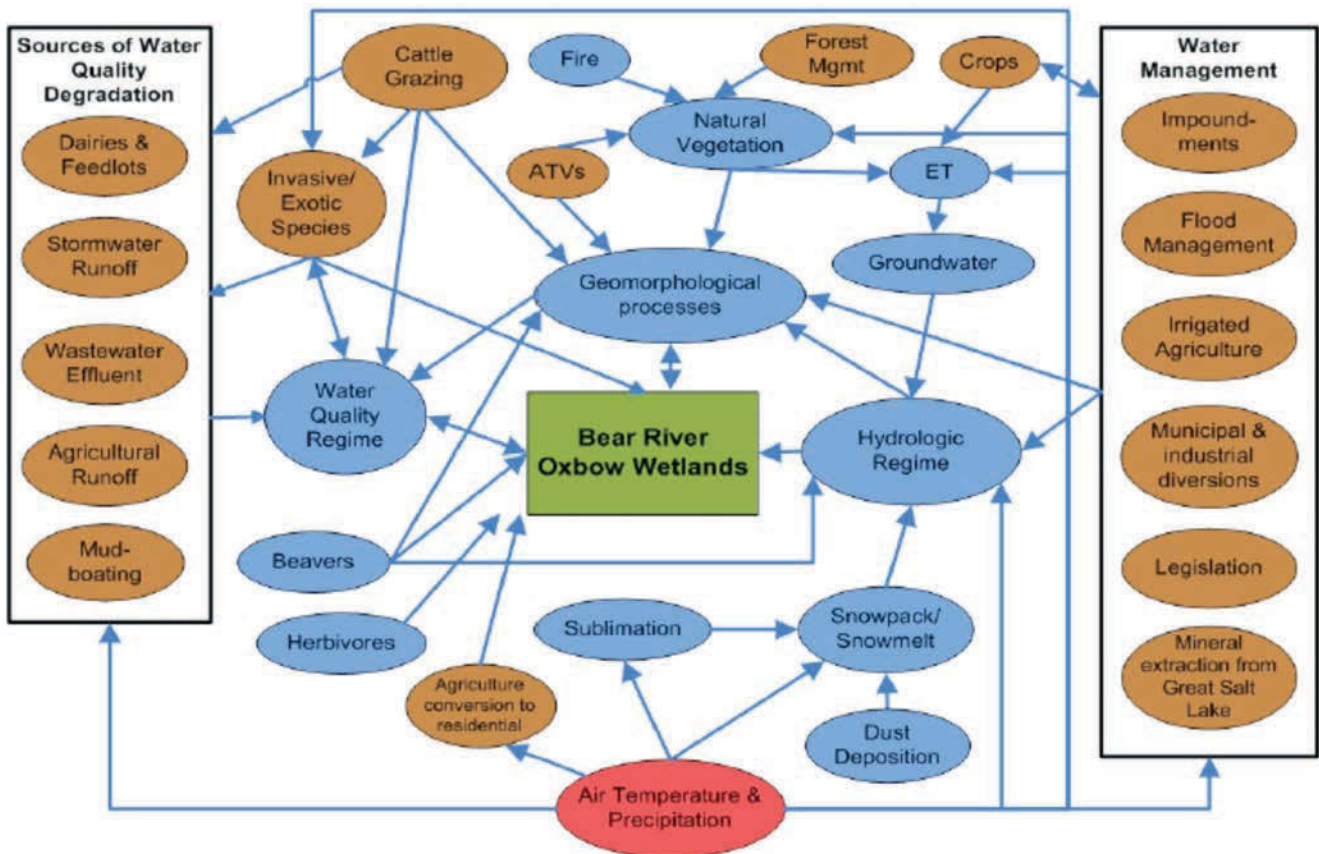 Sources of Water
Quality
Degradation
Dairies &
Feedlots
Stormwater
Runoff
Wastewater
Effluent
Agricultural
Runoff
Mud-
boating
Cattle
Grazing
Invasive/
Exotic
Species
Fire
Forest
Mgmt
Crops
Natural
Vegetation
ATVs
ET
Groundwater
Geomorphological
processes
Water
Quality
Regime
Bear River
Oxbow Wetlands
Hydrologic
Regime
Beavers
Herbivores
Sublimation
Snowpack/
Snowmelt
Agriculture
conversion to
residential
Dust
Deposition
Air Temperature &
Precipitation
Water
Management
Impound-
ments
Flood
Management
Irrigated
Agriculture
Municipal &
industrial
diversions
Legislation
Mineral
extraction from
Great Salt
Lake